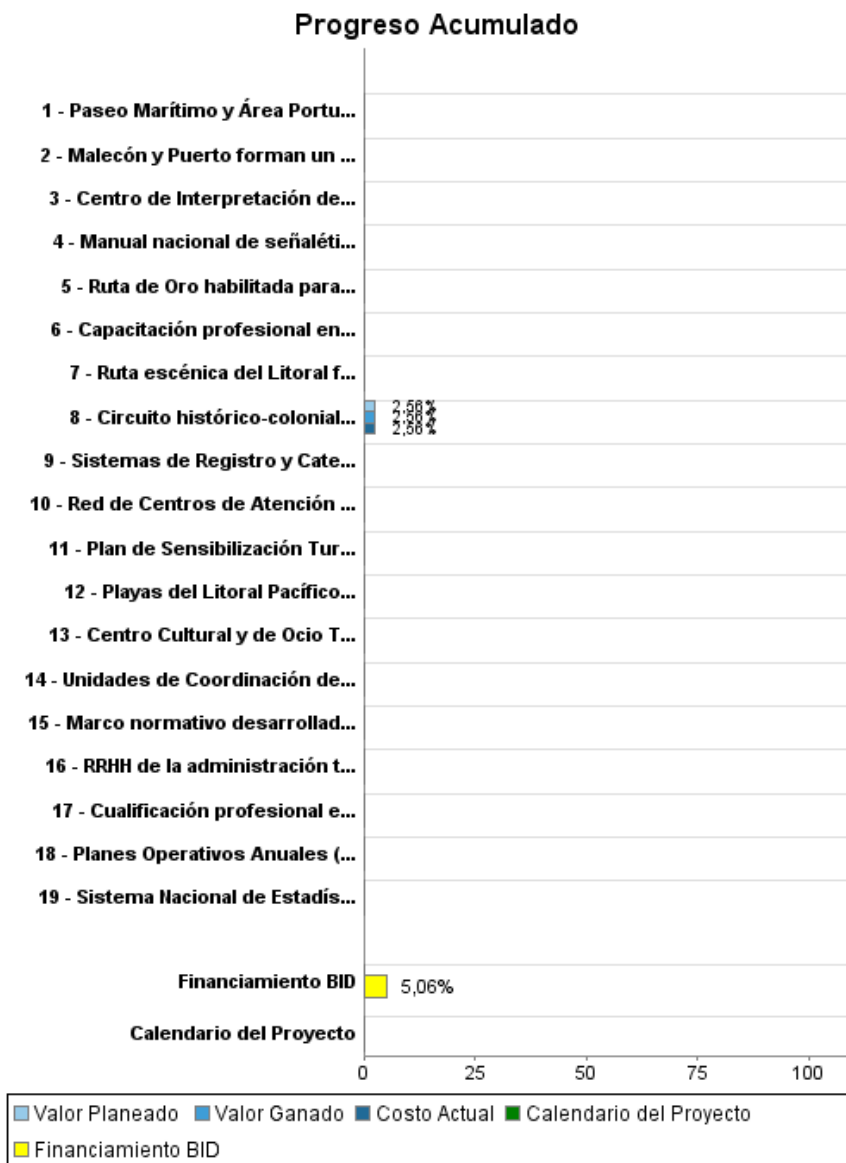 Progreso Acumulado
1 - Paseo Marítimo y Área Portu...
2 - Malecón y Puerto forman un ...
3 - Centro de Interpretación de...
4 - Manual nacional de señaléti...
5 - Ruta de Oro habilitada para...
6 - Capacitación profesional en...
7 - Ruta escénica del Litoral f...
8 - Circuito histórico-colonial...
2,56%
2,56%
2,56%
9 - Sistemas de Registro y Cate...
10 - Red de Centros de Atención ...
11 - Plan de Sensibilización Tur...
12 - Playas del Litoral Pacífico...
13 - Centro Cultural y de Ocio T...
14 - Unidades de Coordinación de...
15 - Marco normativo desarrollad...
16 - RRHH de la administración t...
17 - Cualificación profesional e...
18 - Planes Operativos Anuales (...
19 - Sistema Nacional de Estadís...
Financiamiento BID 5,06%
Calendario del Proyecto
0 25 50 75 100
Valor Planeado Valor Ganado Costo Actual Calendario del Proyecto
Financiamiento BID